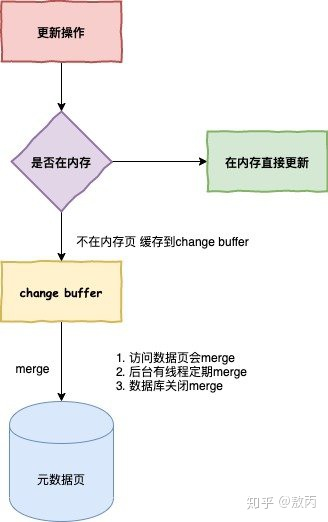 更新操作
是否在内存
在内存直接更新
不在内存页 缓存到change buffer
change buffer
merge
1. 访问数据页会merge
2. 后台有线程定期merge
3. 数据库关闭merge
元数据页
知乎 @敖丙